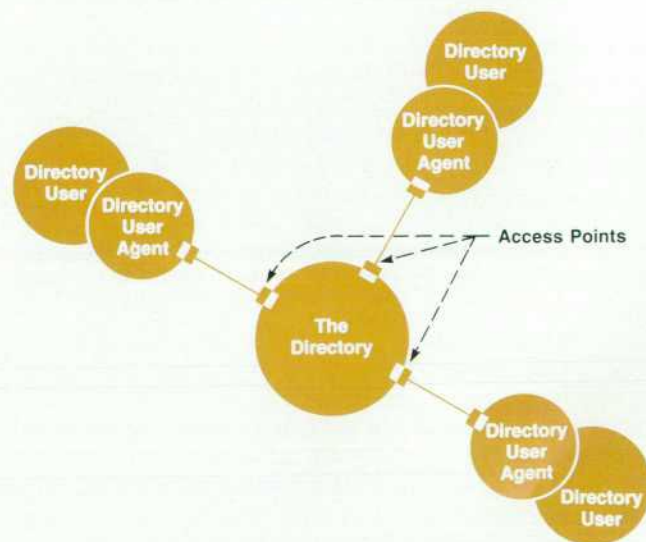 Directory
User
Directory
User
Agent
Directory
User
Directory
User
Agent
Access Points
The
Directory
Directory
User
Agent
Directory
User